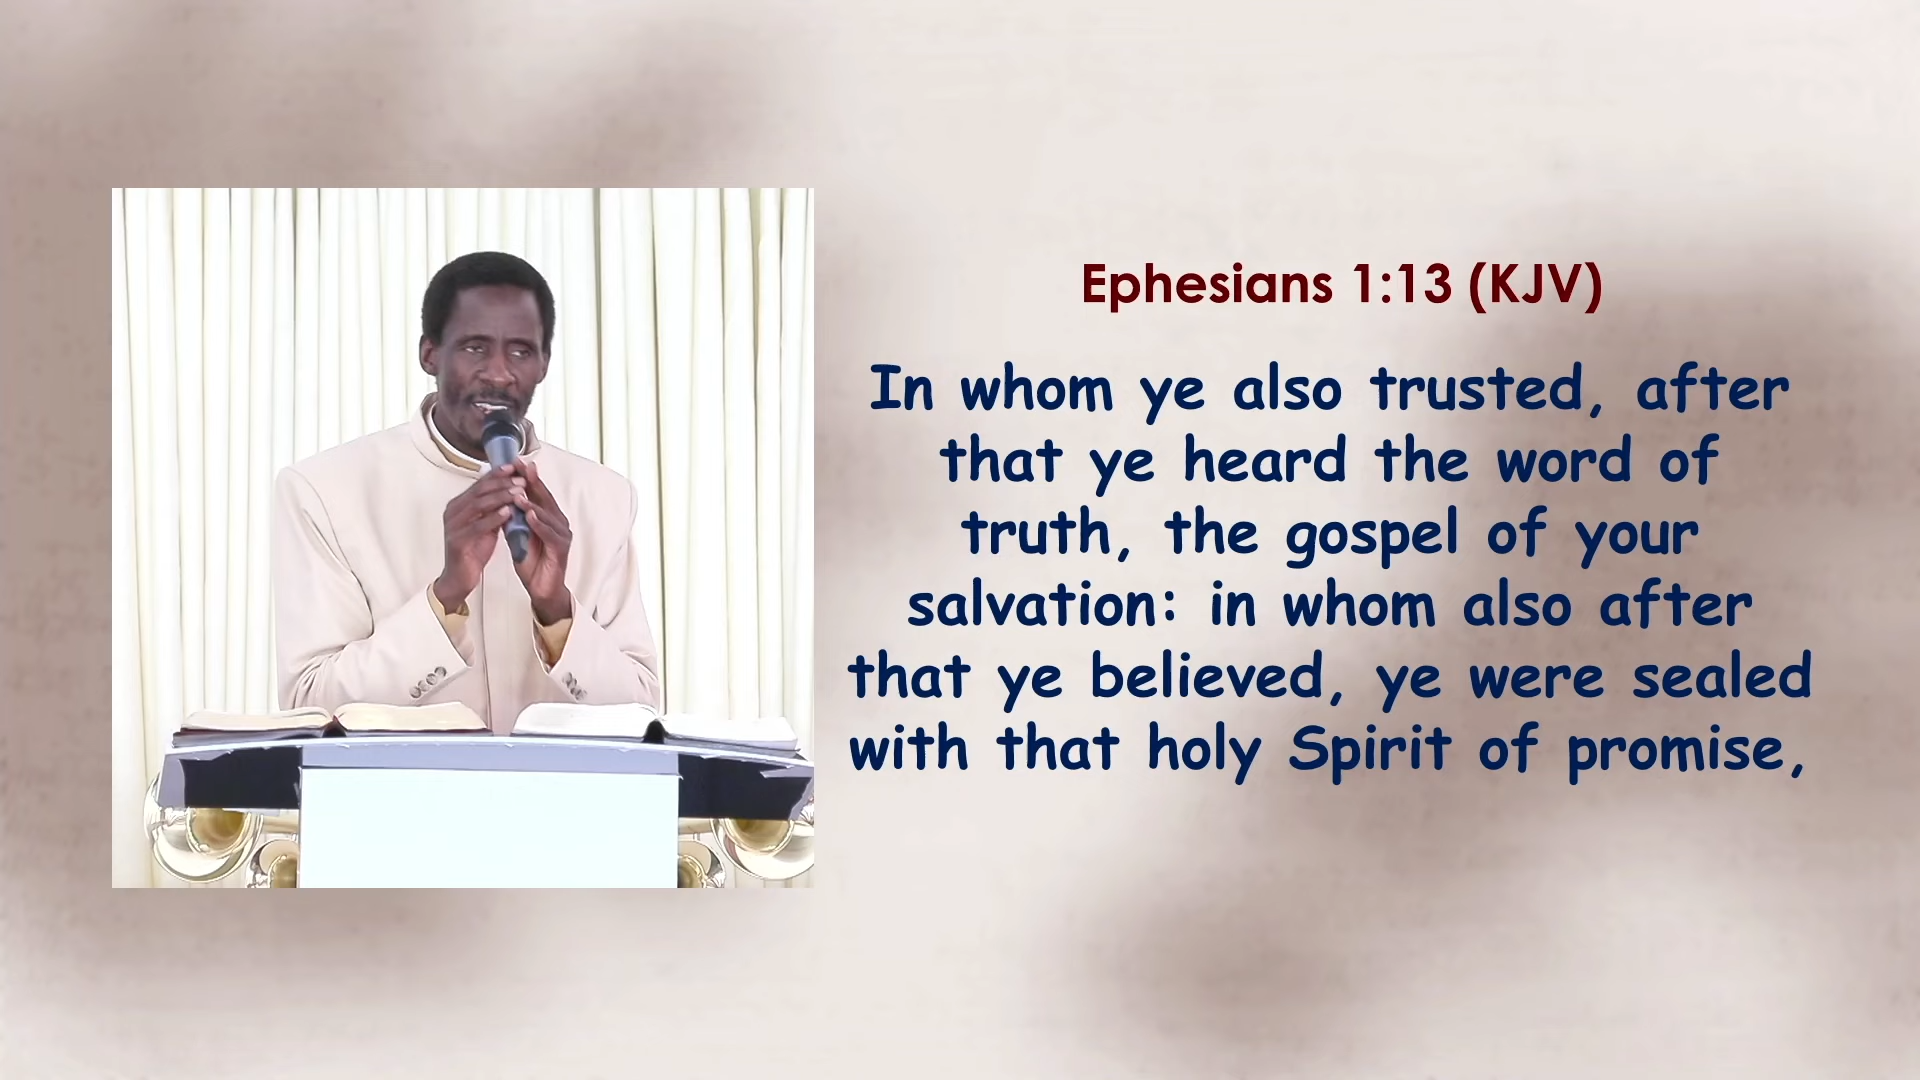 Ephesians 1:13 (KJV)
In whom ye also trusted, after
that ye heard the word of
truth, the gospel of your
salvation: in whom also after
that ye believed, ye were sealed
with that holy Spirit of promise,